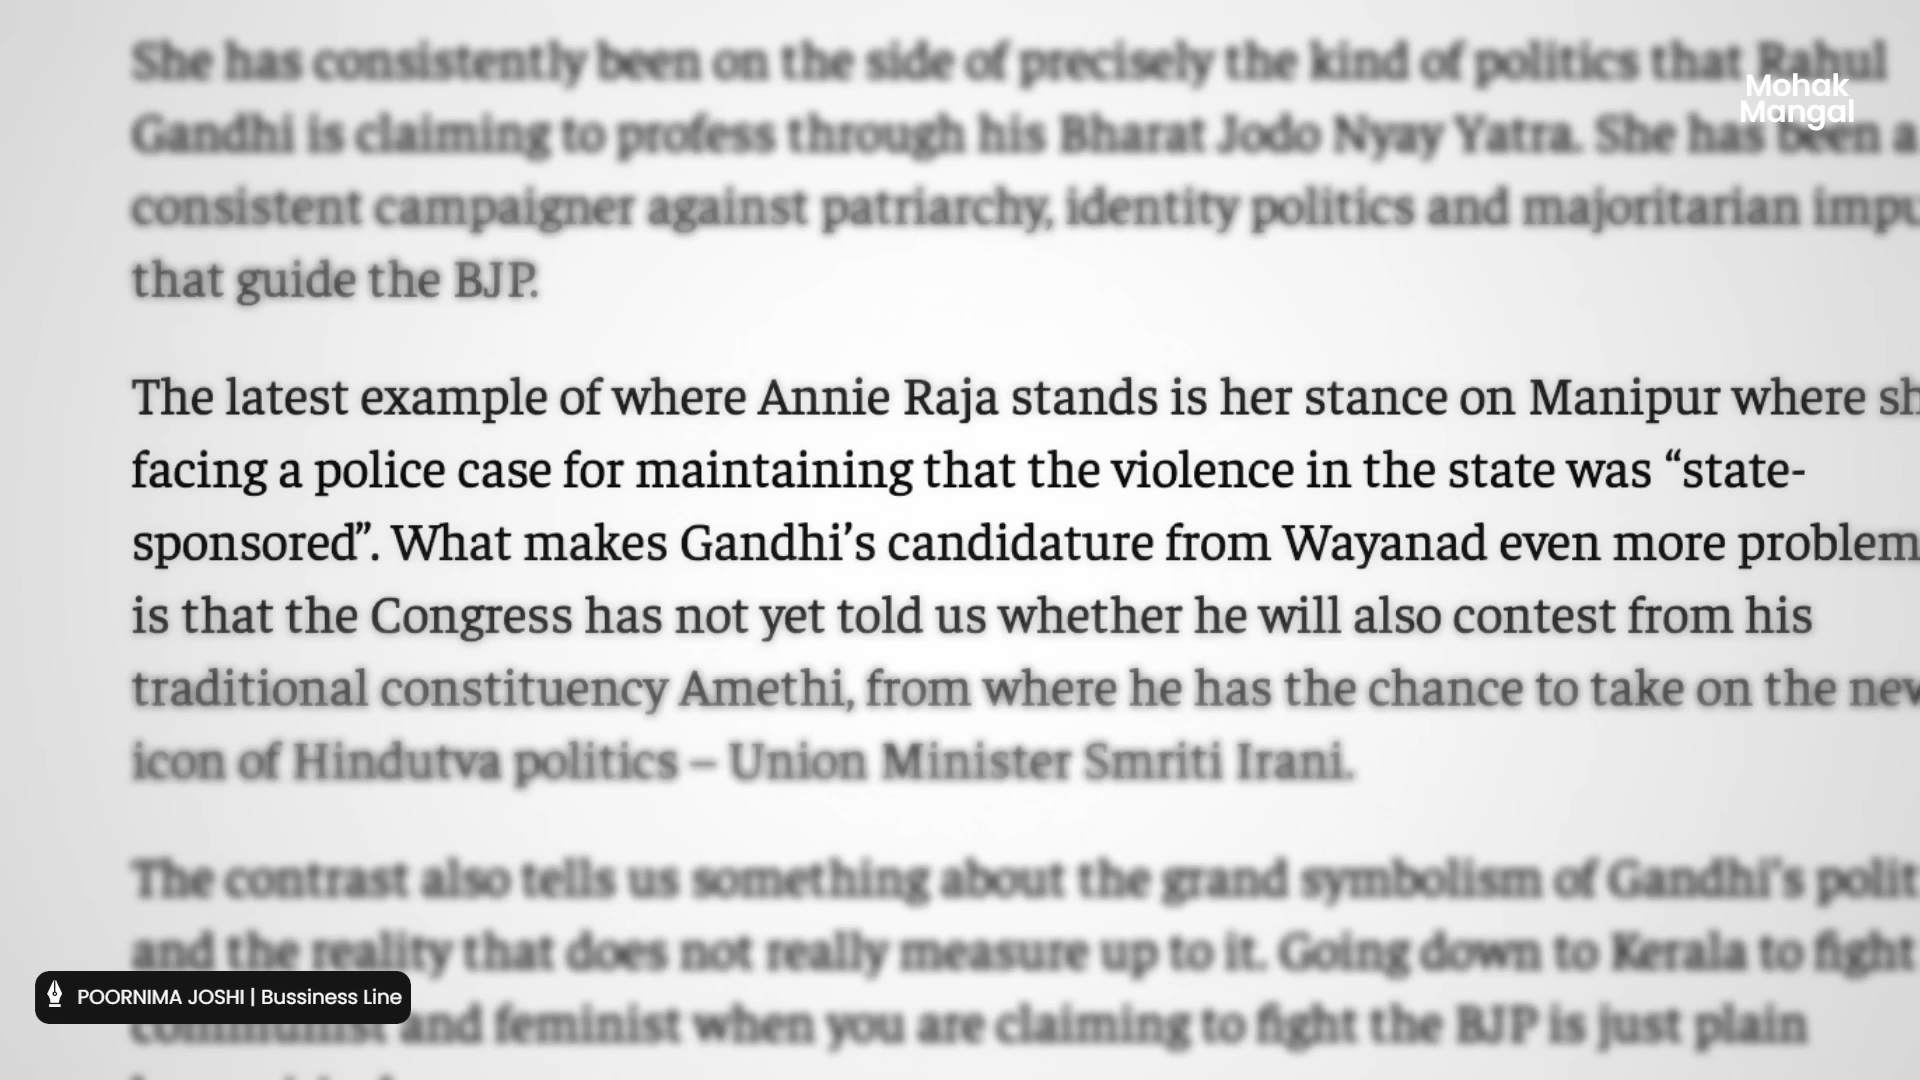 She has consistently been on the side of precisely the kind of politics that Rahul
Mohak
Mangal
Gandhi is claiming to profess through his Bharat Jodo Nyay Yatra. She has been a
consistent campaigner against patriarchy, identity politics and majoritarian
that guide the BJP.
The latest example of where Annie Raja stands is her stance on Manipur where
facing a police case for maintaining that the violence in the state was “state-
sponsored”. What makes Gandhi’s candidature from Wayanad even more problem
is that the Congress has not yet told us whether he will also contest from his
traditional constituency Amethi, from where he has the chance to take on the
icon of Hindutva politics – Union Minister Smriti Irani.
The contrast also tells us something about the grand symbolism of Gandhi's polit
and the reality that does not really measure up to it. Going down to Kerala to fight
POORNIMA JOSHI | Bussiness Line
and feminist when you are claiming to fight the BJP is just plain